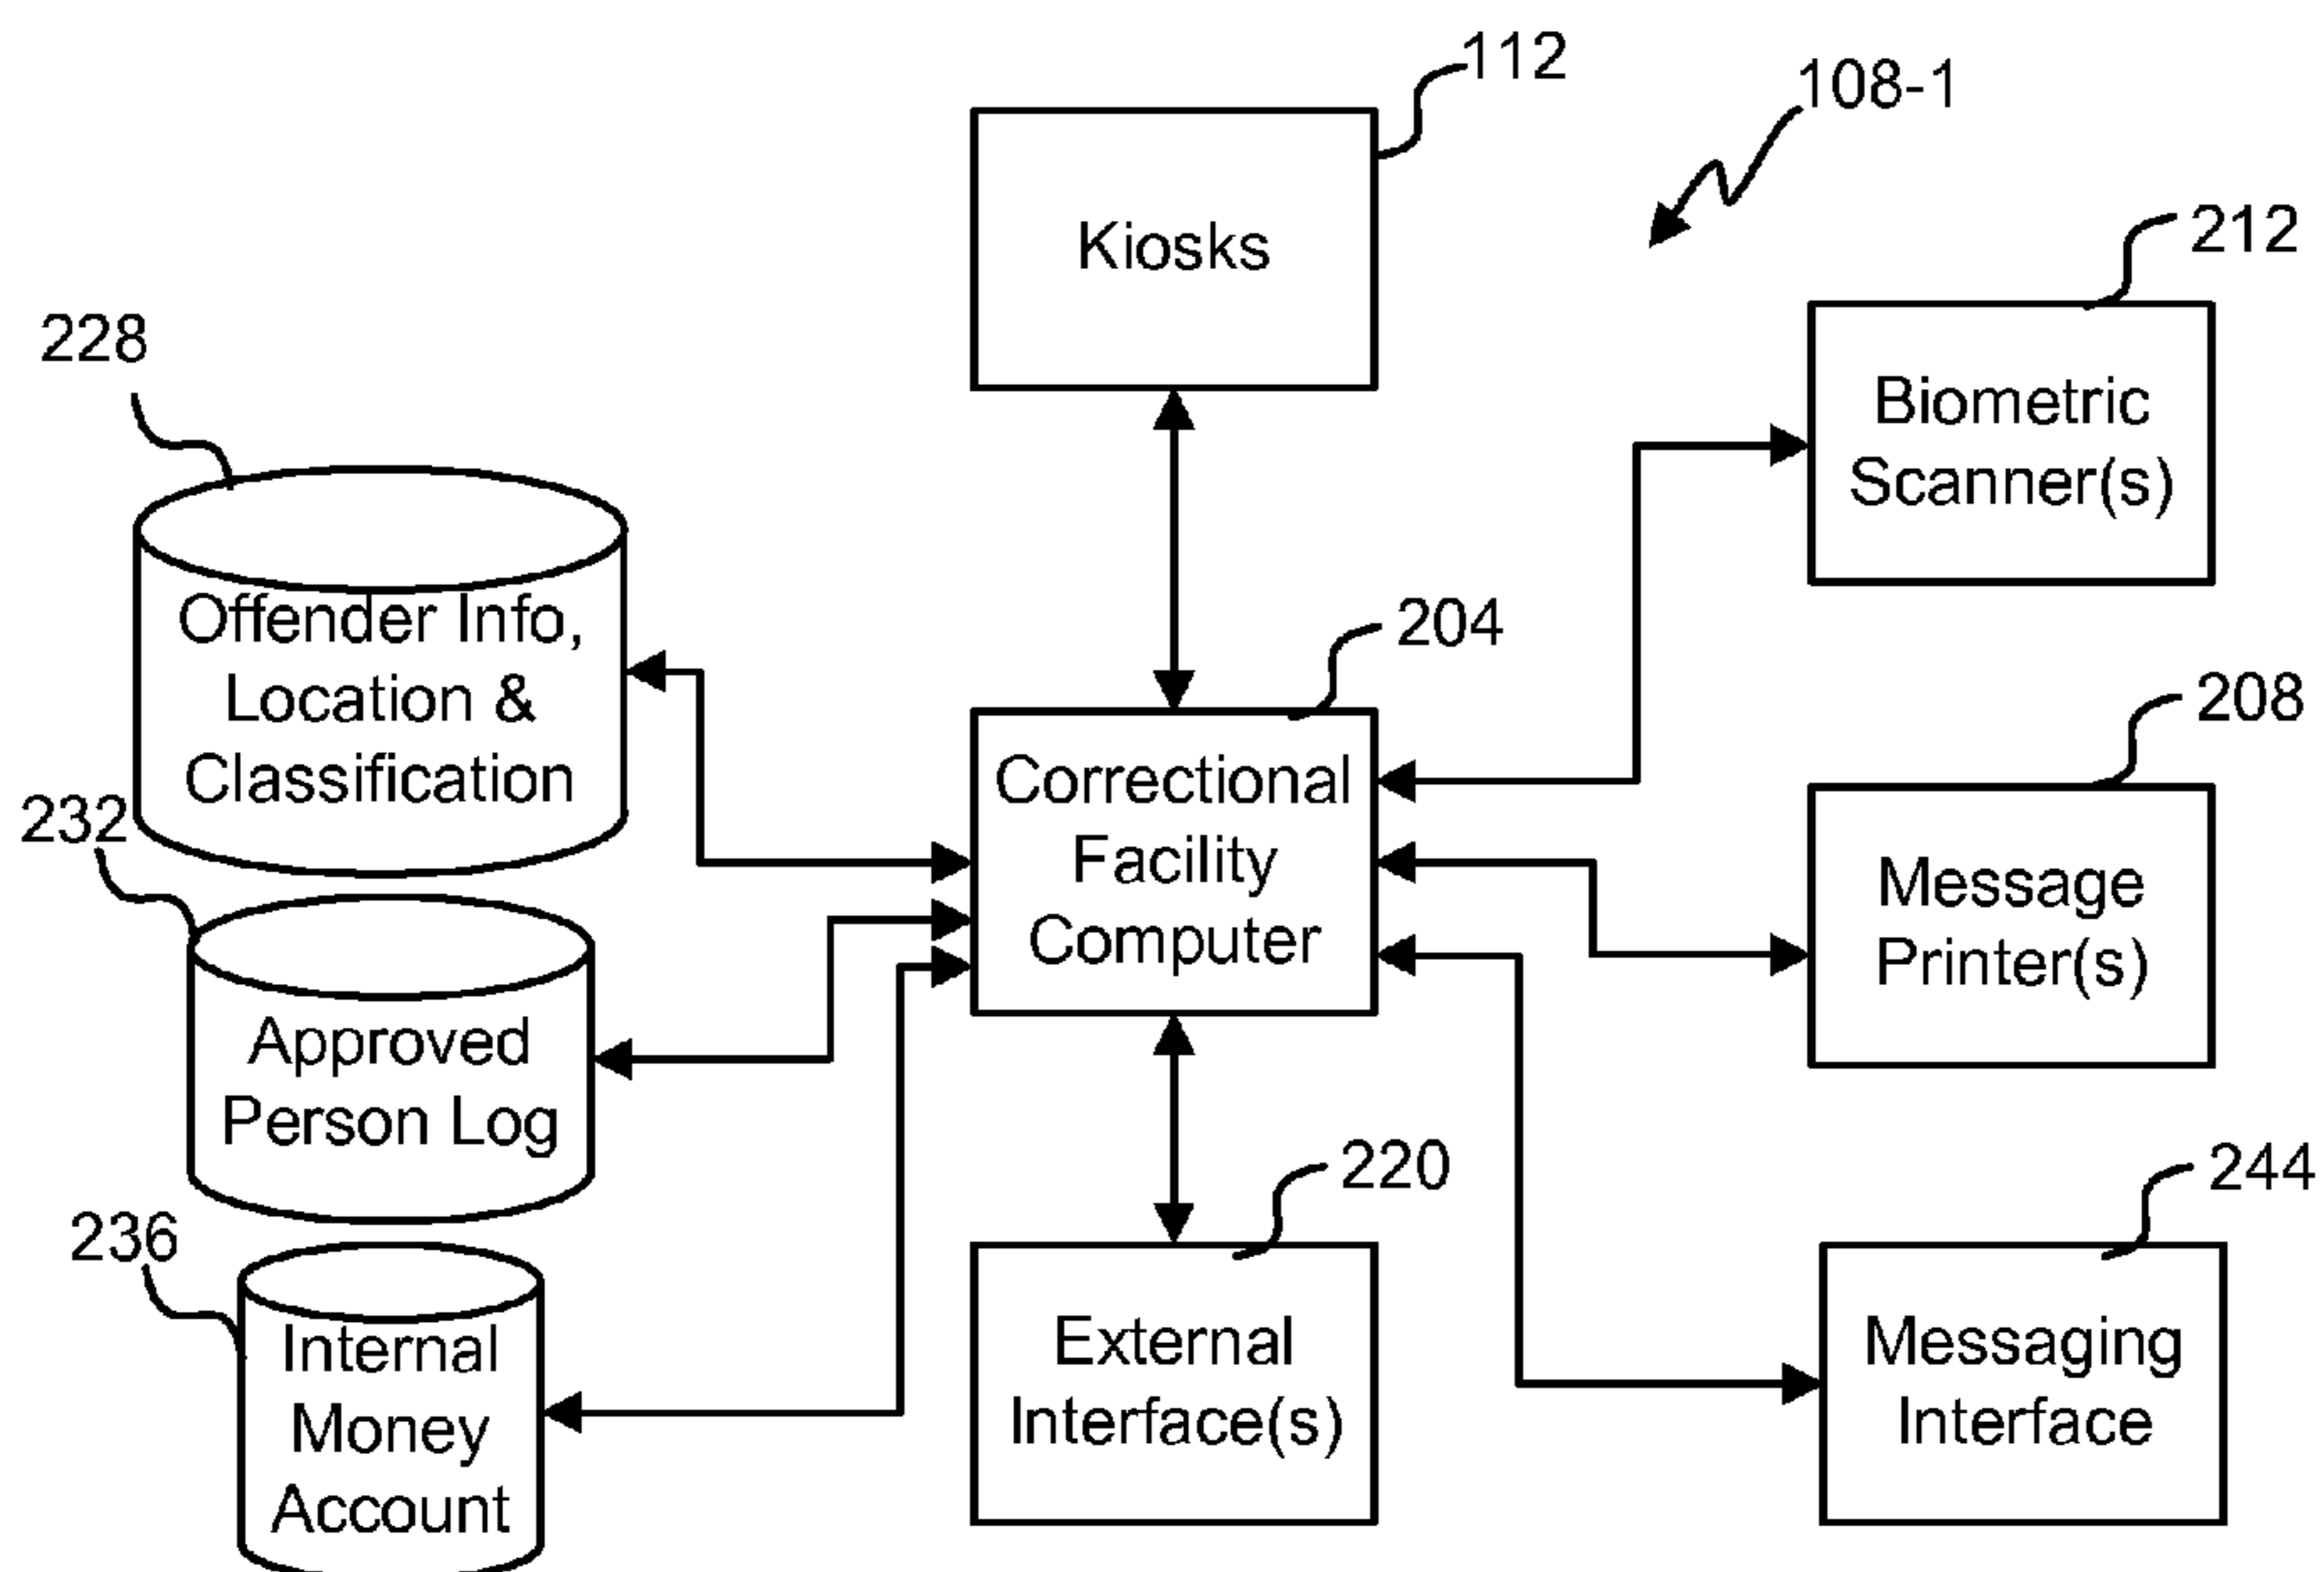 112
108-1
Kiosks
212
Biometric
Scanner(s)
228
Offender Info,
Location &
Classification
204
Correctional
Facility
Computer
208
Message
Printer(s)
232
Approved
Person Log
220
External
Interface(s)
244
Messaging
Interface
236
Internal
Money
Account